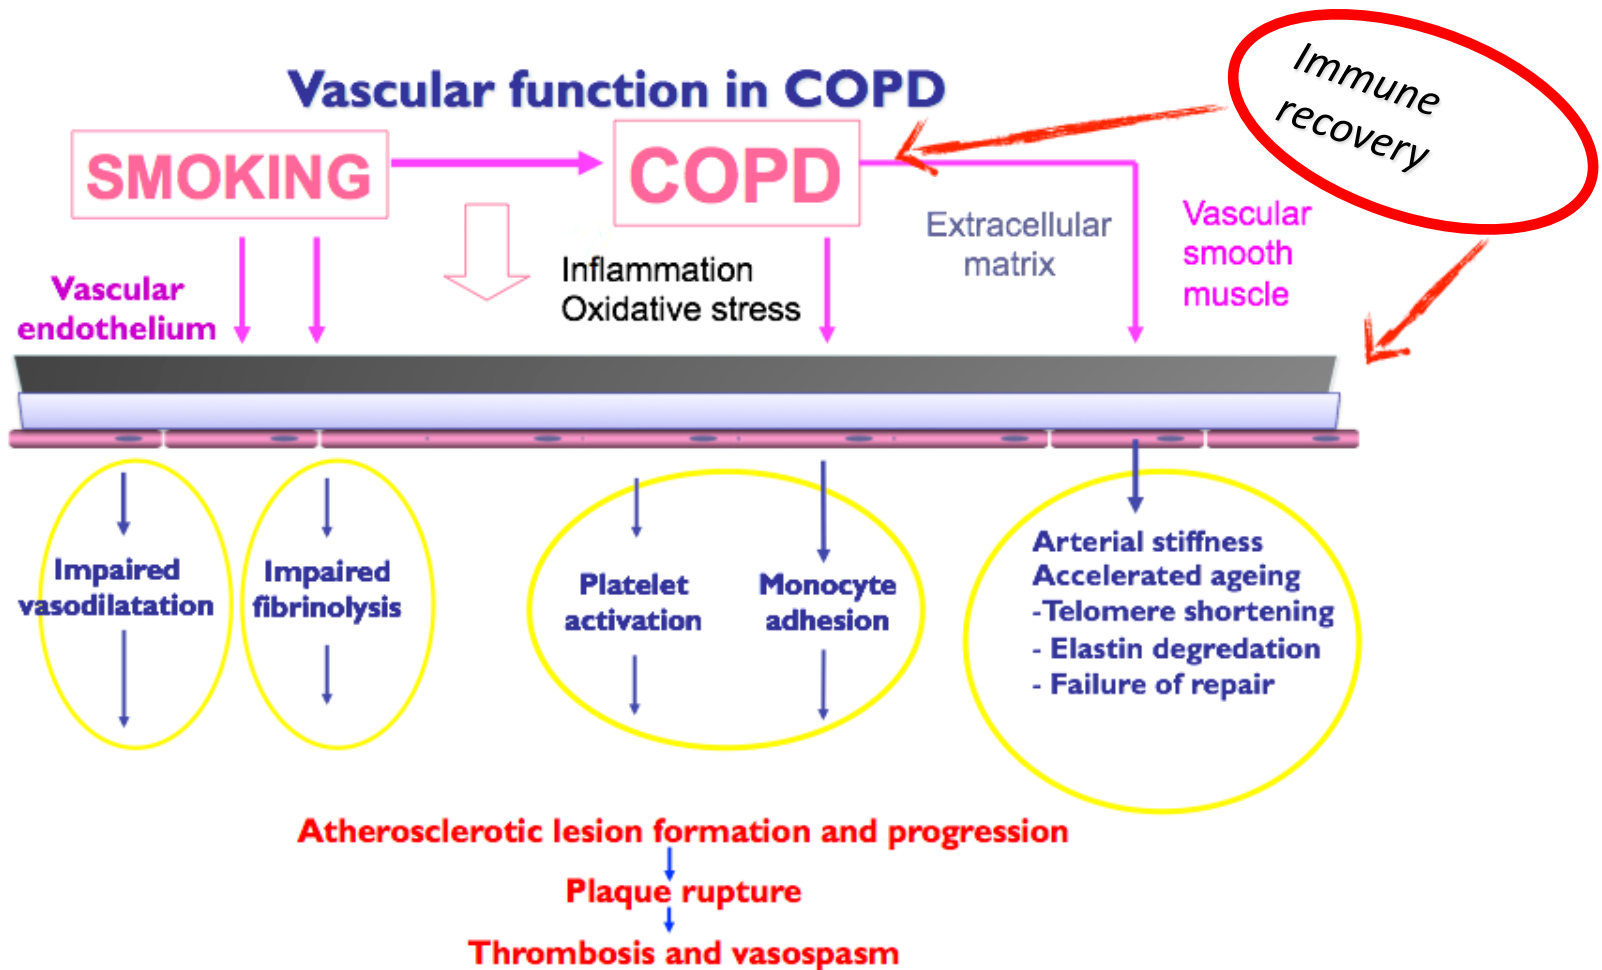 Vascular function in COPD
Immune
recovery
SMOKING
COPD
Extracellular
matrix
Vascular
smooth
muscle
Vascular
endothelium
Inflammation
Oxidative stress
Impaired
vasodilatation
Impaired
fibrinolysis
Platelet
activation
Monocyte
adhesion
Arterial stiffness
Accelerated ageing
-Telomere shortening
- Elastin degredation
- Failure of repair
Atherosclerotic lesion formation and progression
Plaque rupture
Thrombosis and vasospasm